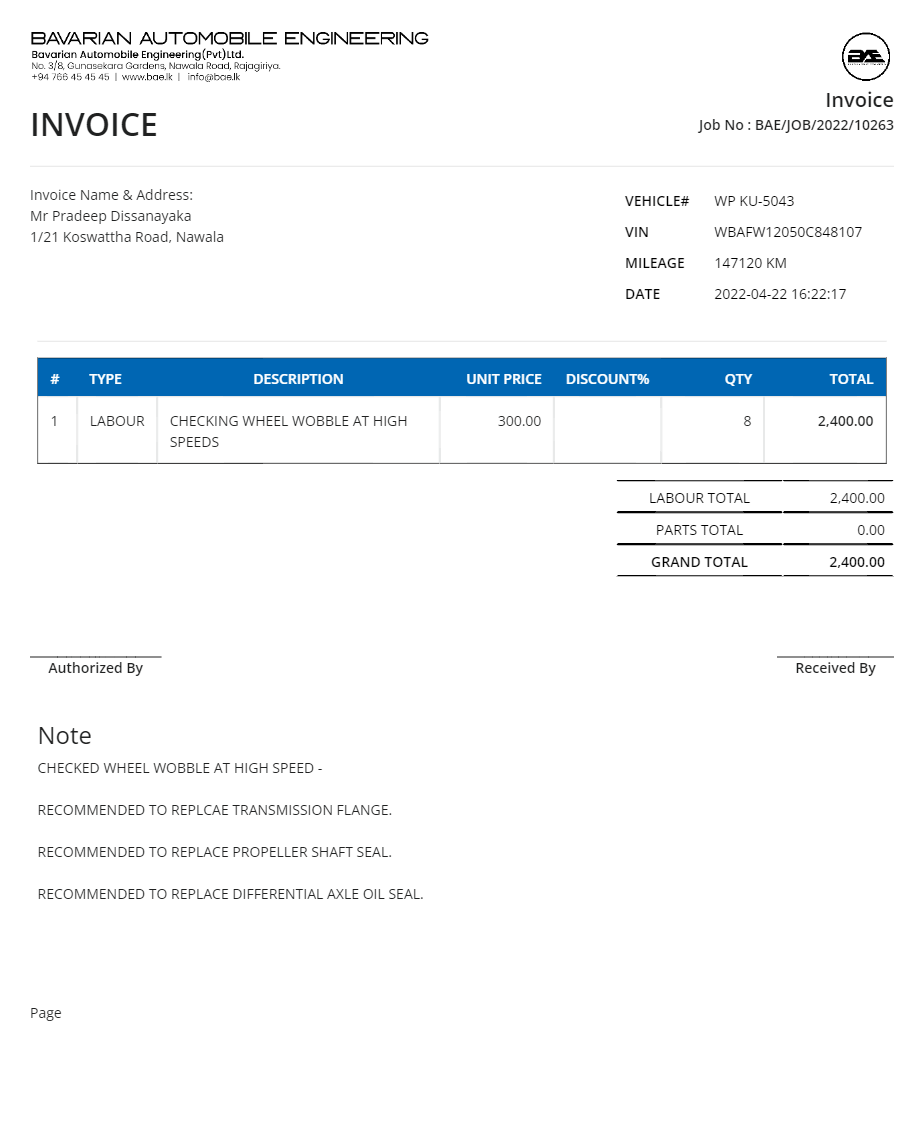 BAVARIAN AUTOMOBILE ENGINEERING
Bavarian Automobile Engineering(Pvt)Ltd.
No. 3/8, Gunasekara Gardens, Nawala Road, Rajagiriya.
+94 766 45 45 45 | www.bae.lk | info@bae.lk
BAE
Invoice
INVOICE
Job No : BAE/JOB/2022/10263
Invoice Name & Address:
Mr Pradeep Dissanayaka
1/21 Koswattha Road, Nawala
VEHICLE# WP KU-5043
VIN WBAFW12050C848107
MILEAGE 147120 KM
DATE 2022-04-22 16:22:17
# TYPE DESCRIPTION UNIT PRICE DISCOUNT% QTY TOTAL
1 LABOUR CHECKING WHEEL WOBBLE AT HIGH 300.00 8 2,400.00
SPEEDS
LABOUR TOTAL 2,400.00
PARTS TOTAL 0.00
GRAND TOTAL 2,400.00
Authorized By Received By
Note
CHECKED WHEEL WOBBLE AT HIGH SPEED -
RECOMMENDED TO REPLCAE TRANSMISSION FLANGE.
RECOMMENDED TO REPLACE PROPELLER SHAFT SEAL.
RECOMMENDED TO REPLACE DIFFERENTIAL AXLE OIL SEAL.
Page